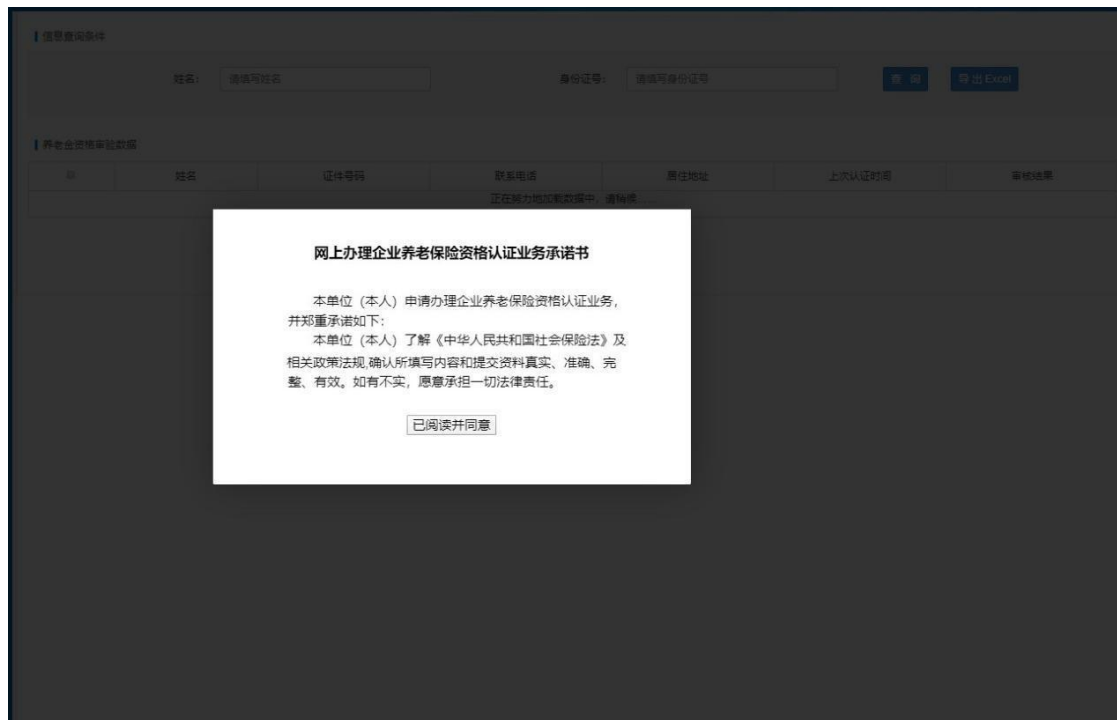 信息查询条件
姓名: 请填写姓名 身份证号: 请填写身份证号 查 询 导出Excel
养老金资格审验数据
姓名 证件号码 联系电话 居住地址 上次认证时间 审核结果
正在努力地加载数据中,请稍候......
网上办理企业养老保险资格认证业务承诺书
本单位(本人)申请办理企业养老保险资格认证业务,
并郑重承诺如下:
本单位(本人)了解《中华人民共和国社会保险法》及
相关政策法规,确认所填写内容和提交资料真实、准确、完
整、有效。如有不实,愿意承担一切法律责任。
已阅读并同意